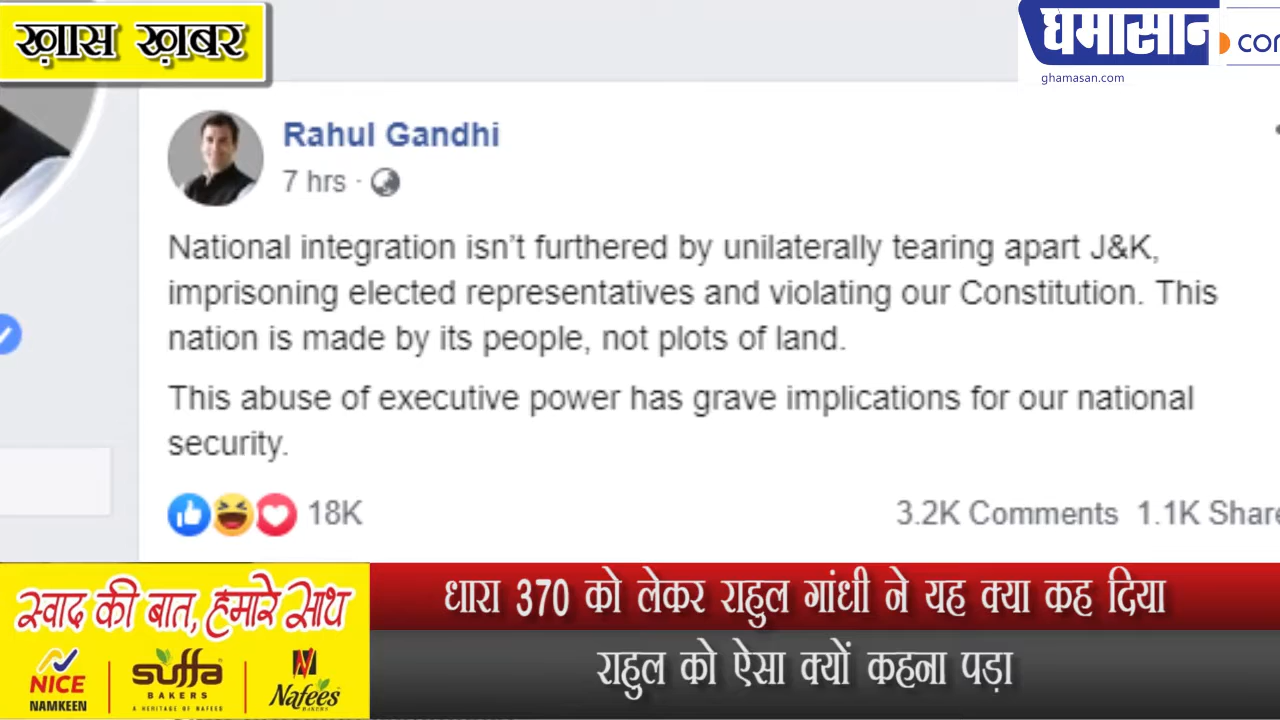 ख़ास ख़बर
घमासान
.com
ghamasan.com
Rahul Gandhi
7 hrs ·
National integration isn't furthered by unilaterally tearing apart J&K,
imprisoning elected representatives and violating our Constitution. This
nation is made by its people, not plots of land.
This abuse of executive power has grave implications for our national
security.
18K
3.2K Comments 1.1K Share
स्वाद की बात, हमारे साथ
NICE
NAMKEEN
suffa
BAKERS
A HERITAGE OF NAFEES
Nafees
BAKERS
धारा 370 को लेकर राहुल गांधी ने यह क्या कह दिया
राहुल को ऐसा क्यों कहना पड़ा